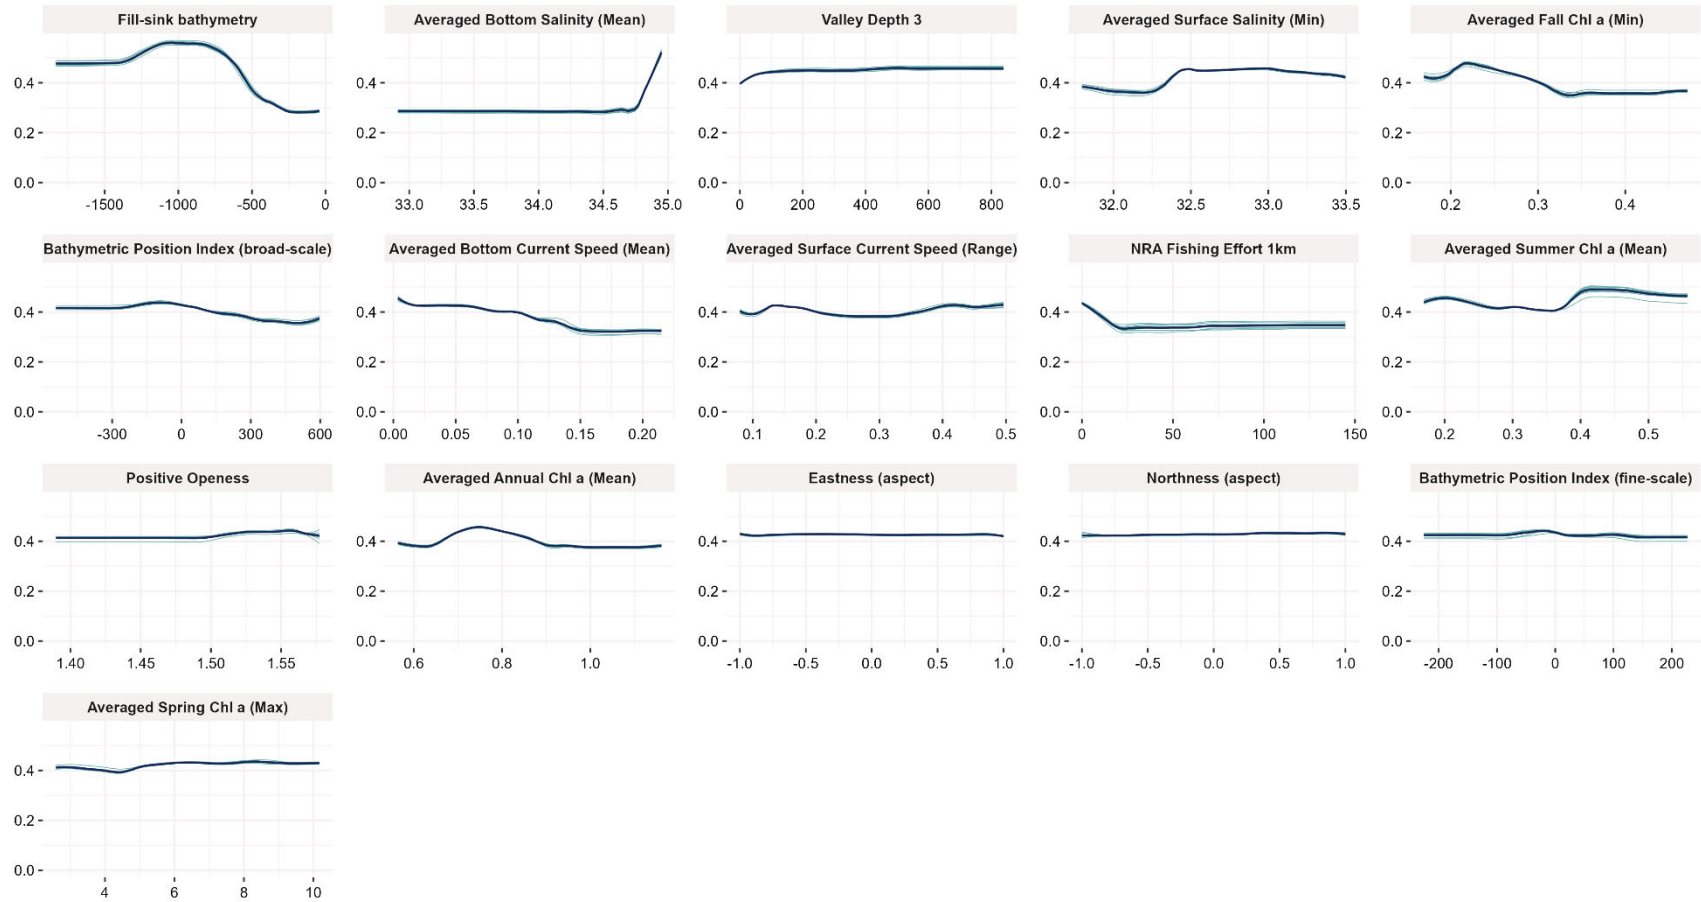 Fill-sink bathymetry
Averaged Bottom Salinity (Mean)
Valley Depth 3
Averaged Surface Salinity (Min)
Averaged Fall Chl a (Min)
0.4
0.2
0.0
-1500 -1000 -500 0
0.4
0.2
0.0
33.0 33.5 34.0 34.5 35.0
0.4
0.2
0.0
0 200 400 600 800
0.4
0.2
0.0
32.0 32.5 33.0 33.5
0.4
0.2
0.0
0.2 0.3 0.4
Bathymetric Position Index (broad-scale)
Averaged Bottom Current Speed (Mean)
Averaged Surface Current Speed (Range)
NRA Fishing Effort 1km
Averaged Summer Chl a (Mean)
0.4
0.2
0.0
-300 0 300 600
0.4
0.2
0.0
0.00 0.05 0.10 0.15 0.20
0.4
0.2
0.0
0.1 0.2 0.3 0.4 0.5
0.4
0.2
0.0
0 50 100 150
0.4
0.2
0.0
0.2 0.3 0.4 0.5
Positive Openess
Averaged Annual Chl a (Mean)
Eastness (aspect)
Northness (aspect)
Bathymetric Position Index (fine-scale)
0.4
0.2
0.0
1.40 1.45 1.50 1.55
0.4
0.2
0.0
0.6 0.8 1.0
0.4
0.2
0.0
-1.0 -0.5 0.0 0.5 1.0
0.4
0.2
0.0
-1.0 -0.5 0.0 0.5 1.0
0.4
0.2
0.0
-200 -100 0 100 200
Averaged Spring Chl a (Max)
0.4
0.2
0.0
4 6 8 10